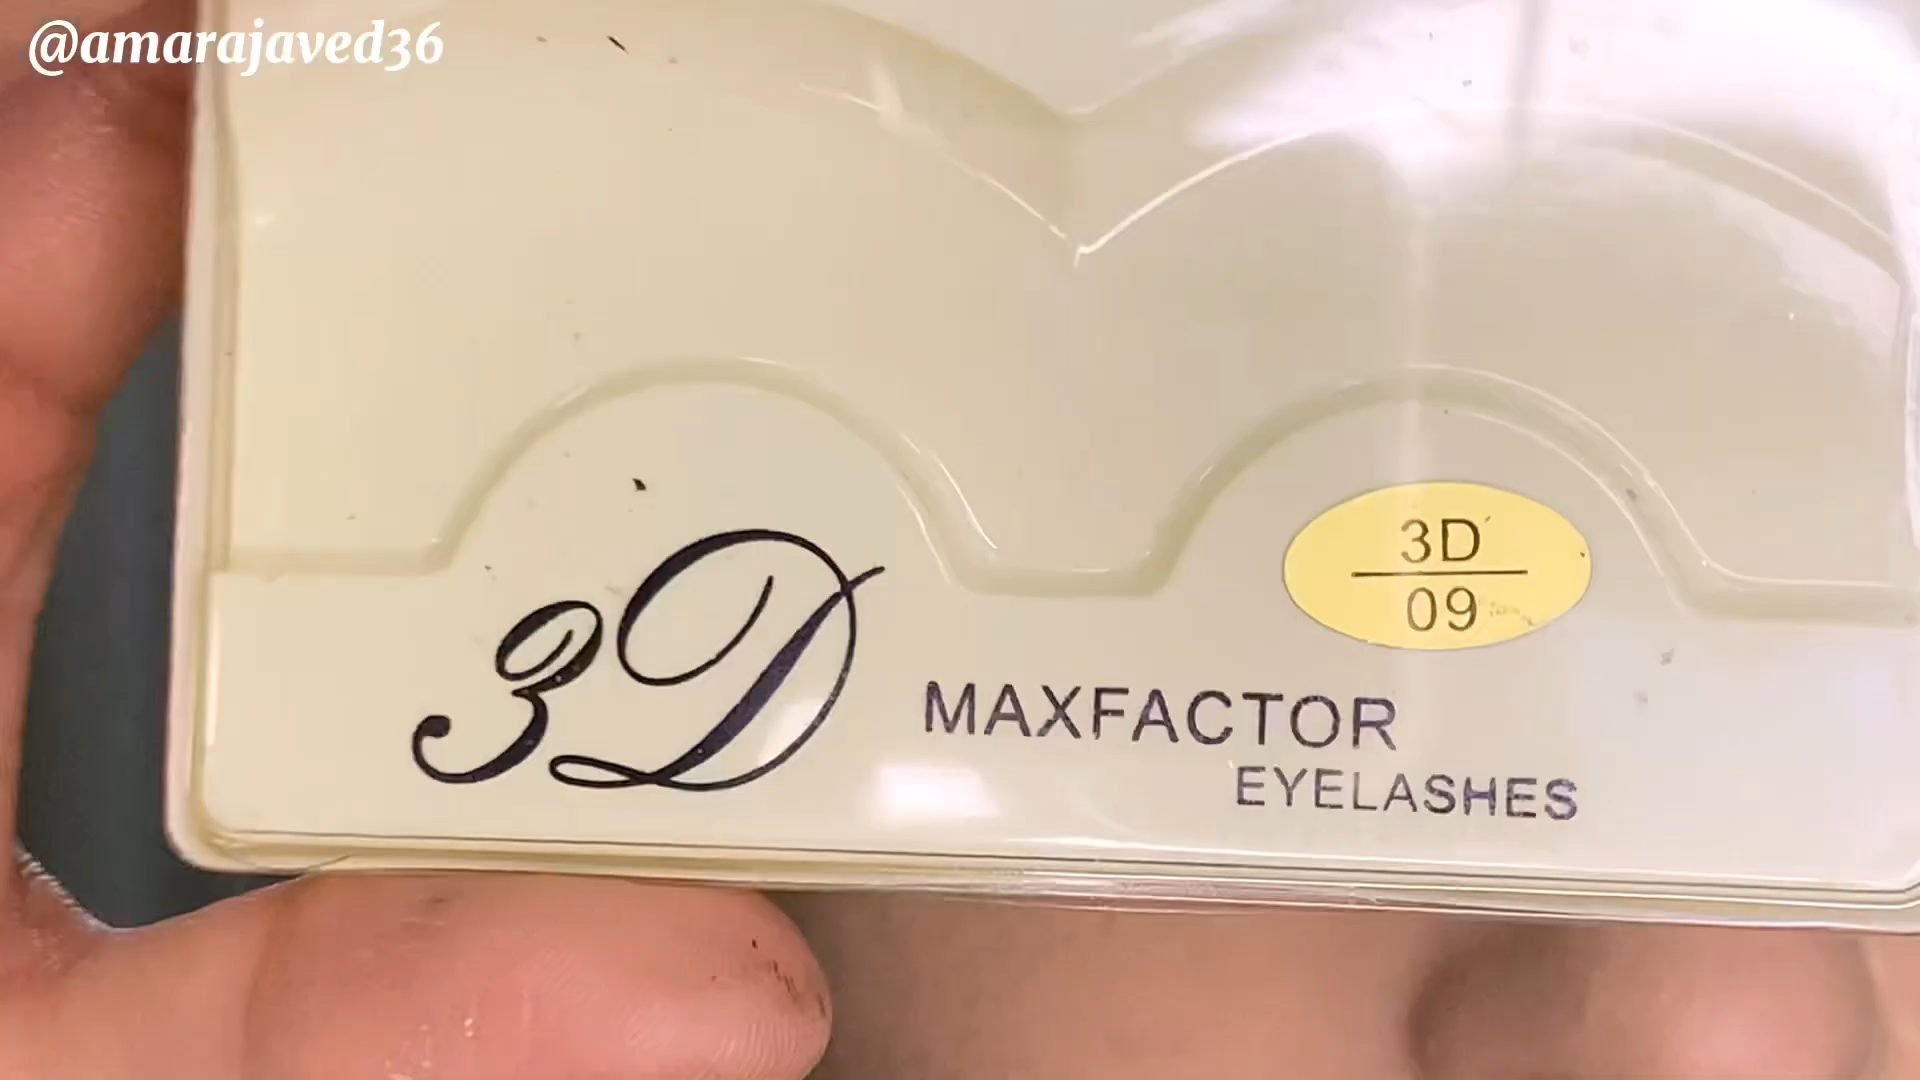 @amarajaved36
3D
09
3D
MAXFACTOR
EYELASHES